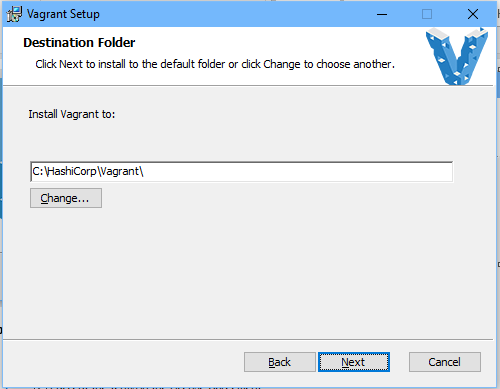 Vagrant Setup
Destination Folder
Click Next to install to the default folder or click Change to choose another.
Install Vagrant to:
C:\HashiCorp\Vagrant\
Change...
Back
Next
Cancel